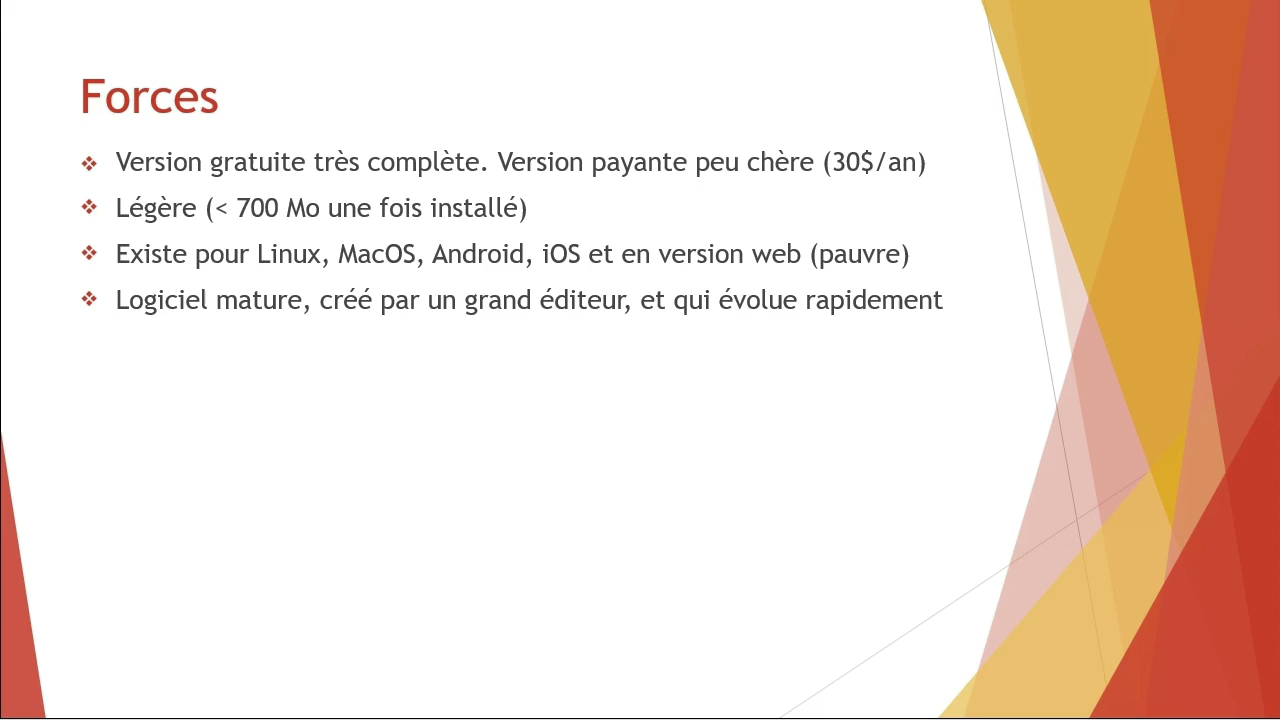 Forces
Version gratuite très complète. Version payante peu chère (30$/an)
Légère (< 700 Mo une fois installé)
Existe pour Linux, MacOS, Android, iOS et en version web (pauvre)
Logiciel mature, créé par un grand éditeur, et qui évolue rapidement